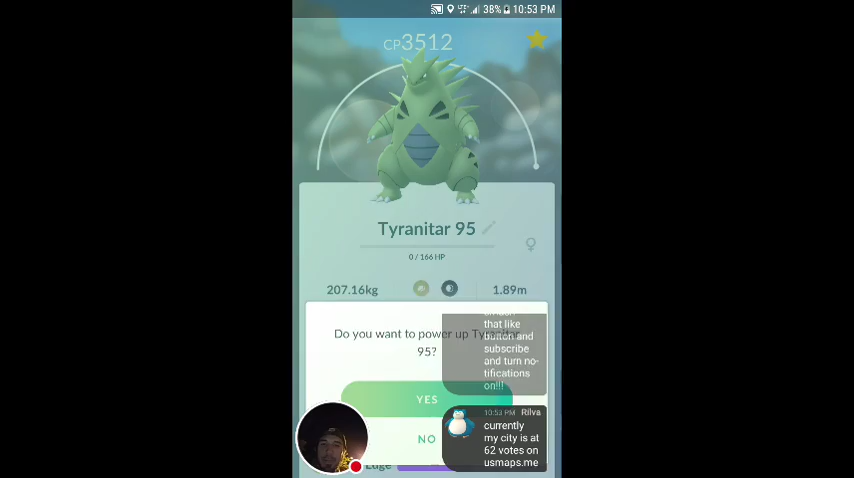 38% 10:53 PM
CP3512
Tyranitar 95
0 / 166 HP
207.16kg
1.89m
Do you want to power up Tyranitar
95?
that like
button and
subscribe
and turn no-
tifications
on!!!
YES
10:53 PM Rilva
currently
my city is at
62 votes on
usmaps.me
NO
Edge